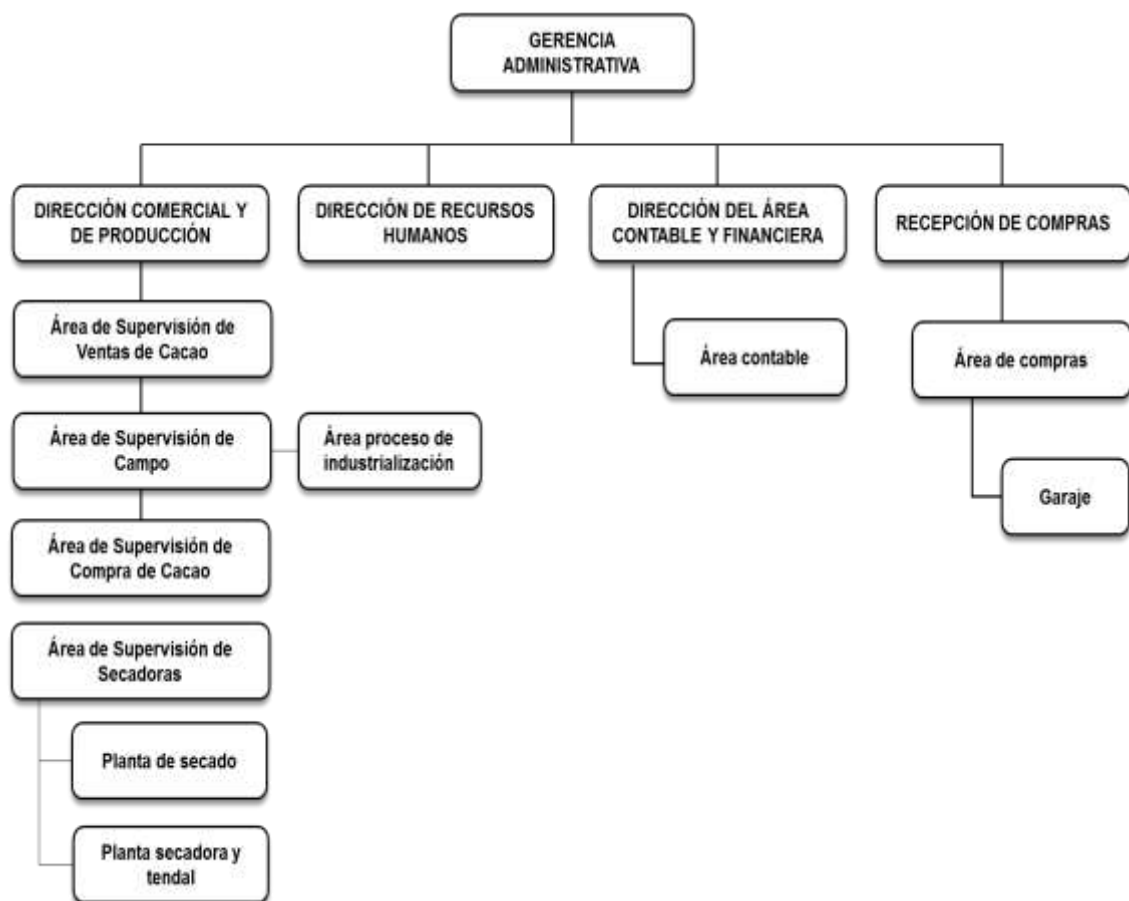 GERENCIA
ADMINISTRATIVA
DIRECCIÓN COMERCIAL Y
DE PRODUCCIÓN
DIRECCIÓN DE RECURSOS
HUMANOS
DIRECCIÓN DEL ÁREA
CONTABLE Y FINANCIERA
RECEPCIÓN DE COMPRAS
Área de Supervisión de
Ventas de Cacao
Área contable
Área de compras
Área de Supervisión de
Campo
Área proceso de
industrialización
Garaje
Área de Supervisión de
Compra de Cacao
Área de Supervisión de
Secadoras
Planta de secado
Planta secadora y
tendal